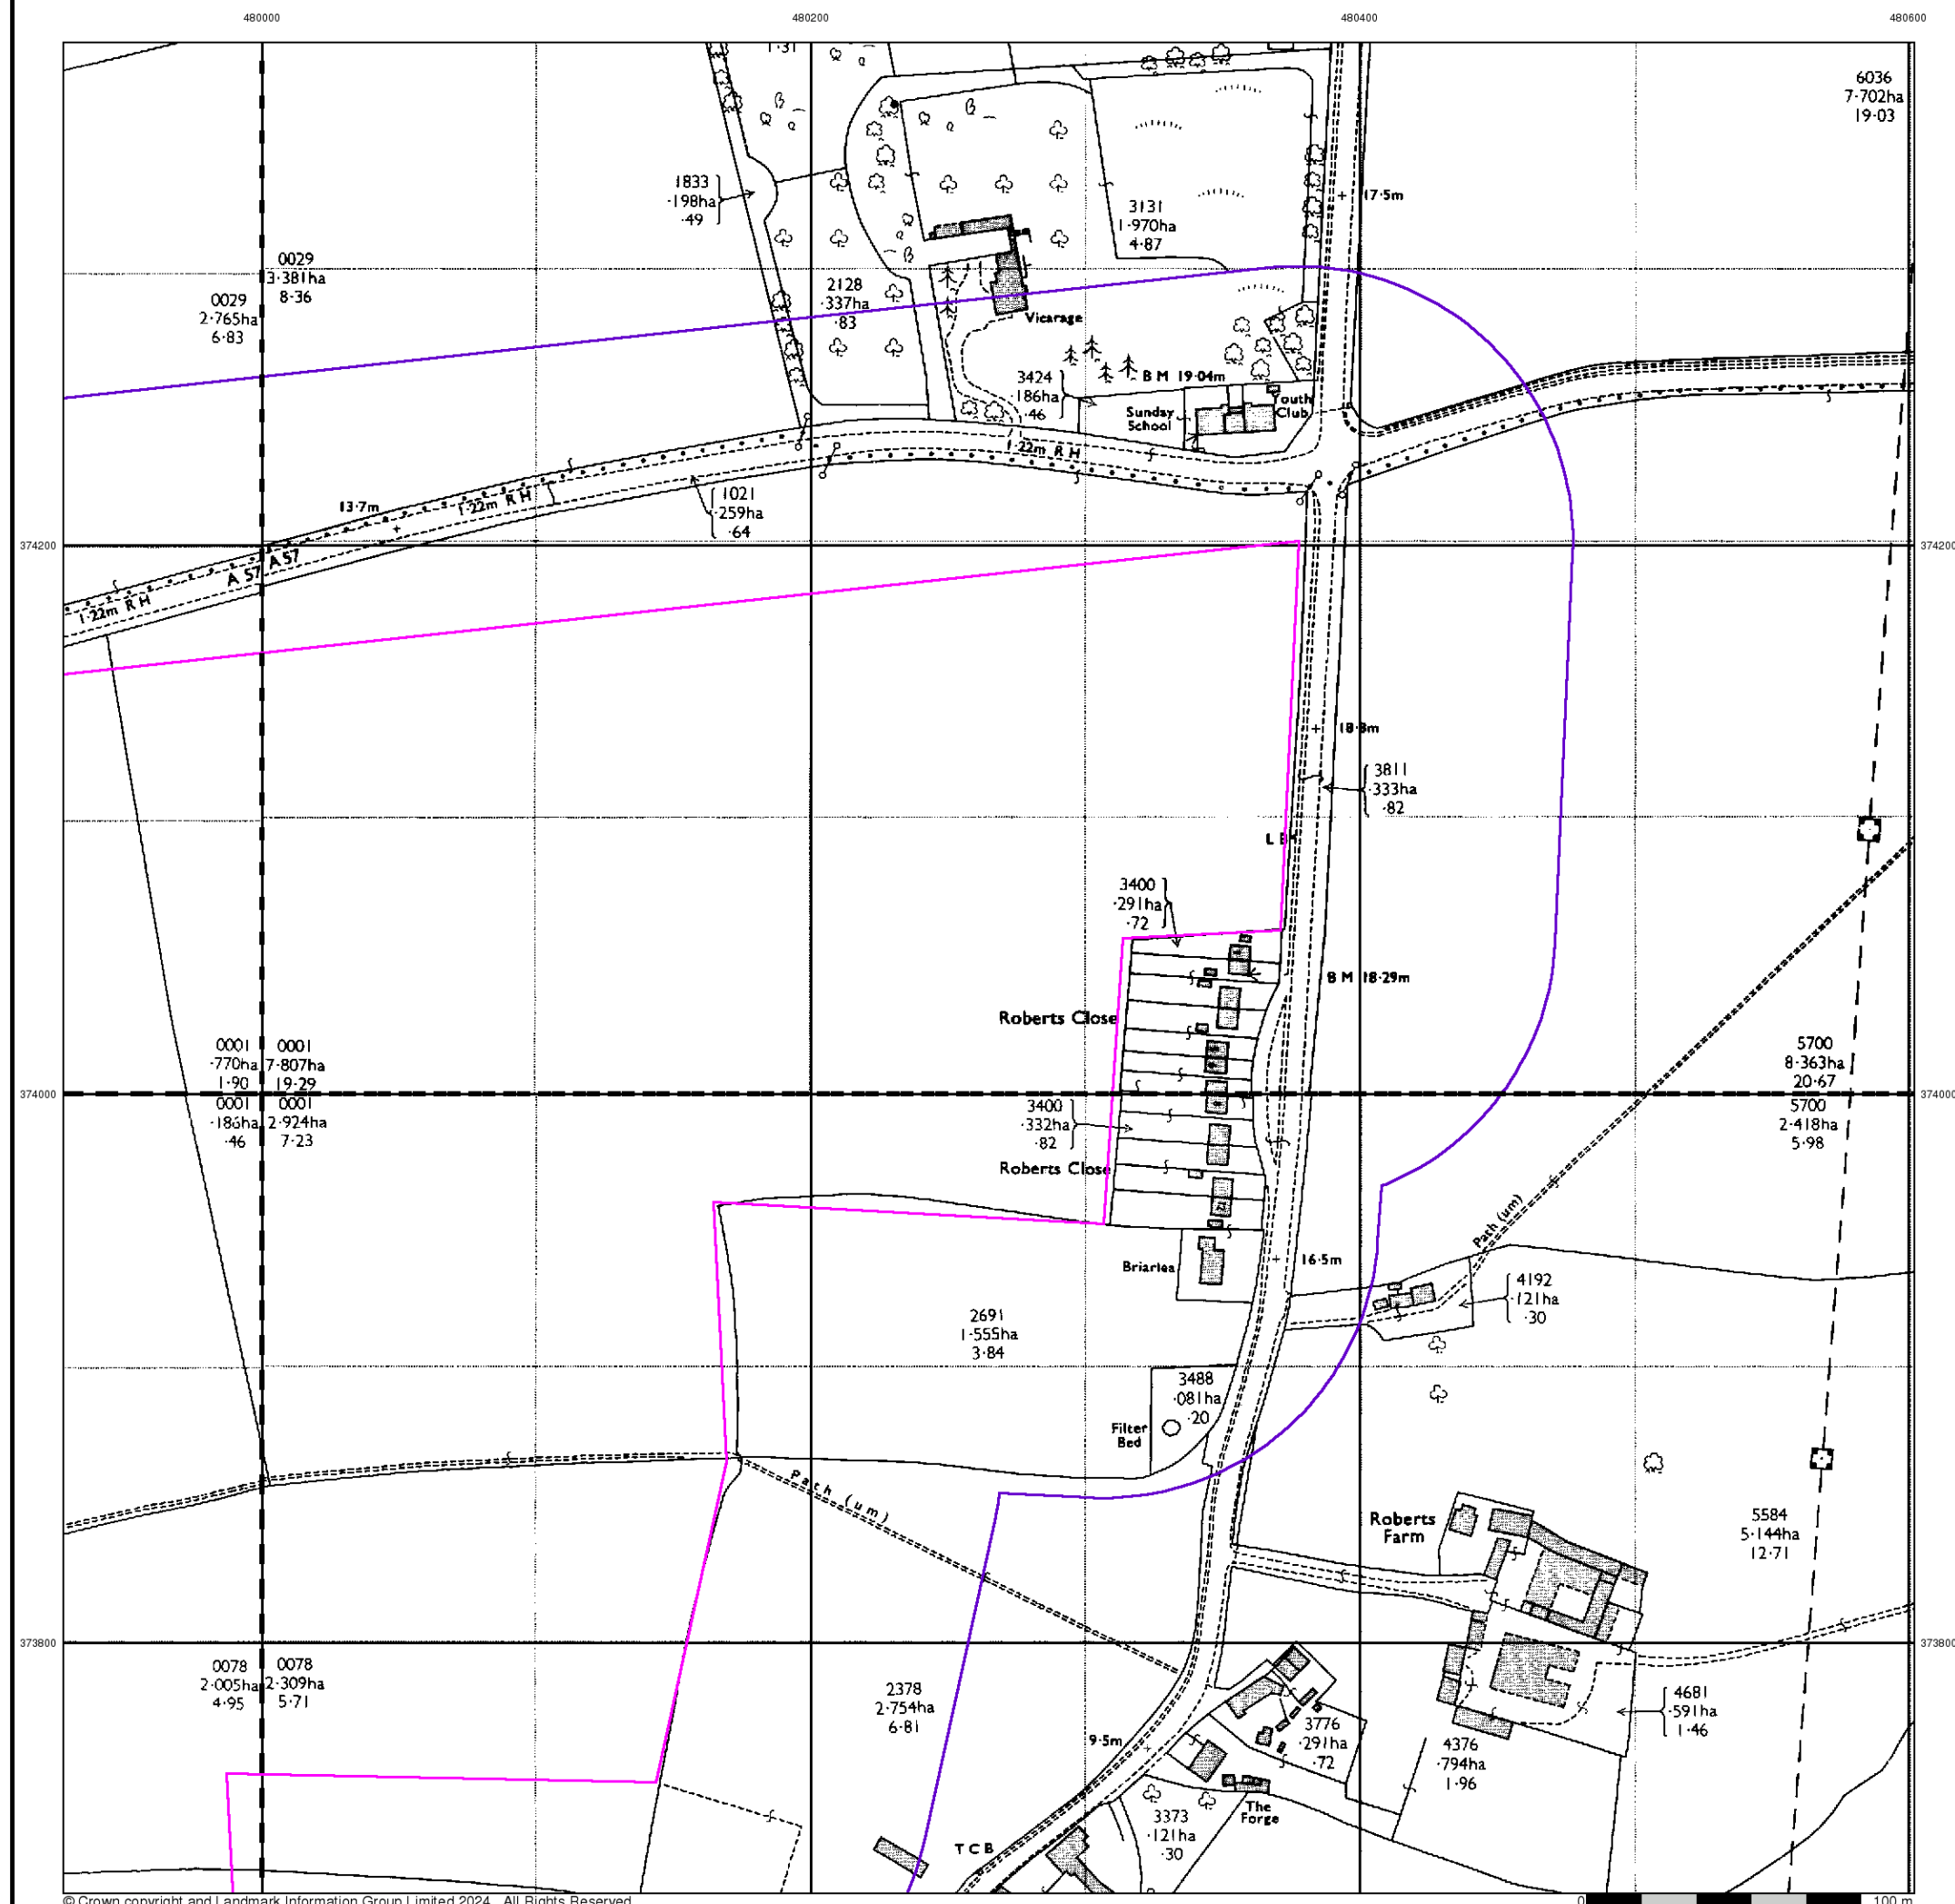 480000
480200
480400
480600
1·31
6036
7·702ha
19·03
1833
·198ha
·49
3131
1·970ha
4·87
17·5m
0029
3·381ha
8·36
0029
2·765ha
6·83
2128
·337ha
·83
Vicarage
3424
·186ha
·46
B M 19·04m
Sunday
School
Youth
Club
1·22m R H
13·7m
1·22m R H
1021
·259ha
·64
374200
374200
A 57
A 57
1·22m R H
18·8m
3811
·333ha
·82
L B
3400
·291ha
·72
B M 18·29m
Roberts Close
0001
·770ha
1·90
0001
7·807ha
19·29
5700
8·363ha
20·67
374000
374000
0001
·186ha
·46
0001
2·924ha
7·23
3400
·332ha
·82
5700
2·418ha
5·98
Roberts Close
Path (um)
Briarlea
16·5m
4192
·121ha
·30
2691
1·555ha
3·84
3488
·081ha
·20
Filter
Bed
Path (um)
Roberts
Farm
5584
5·144ha
12·71
373800
373800
0078
2·005ha
4·95
0078
2·309ha
5·71
2378
2·754ha
6·81
4681
·591ha
1·46
3776
·291ha
·72
9·5m
4376
·794ha
1·96
The
Forge
3373
·121ha
·30
T C B
© Crown copyright and Landmark Information Group Limited 2024. All Rights Reserved.
0
100 m